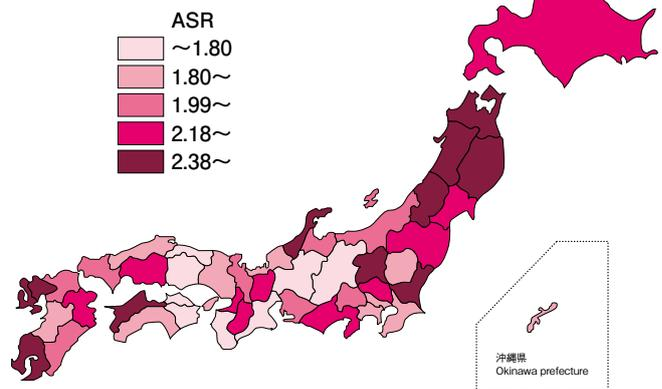 ASR
～1.80
1.80～
1.99～
2.18～
2.38～
沖縄県
Okinawa prefecture